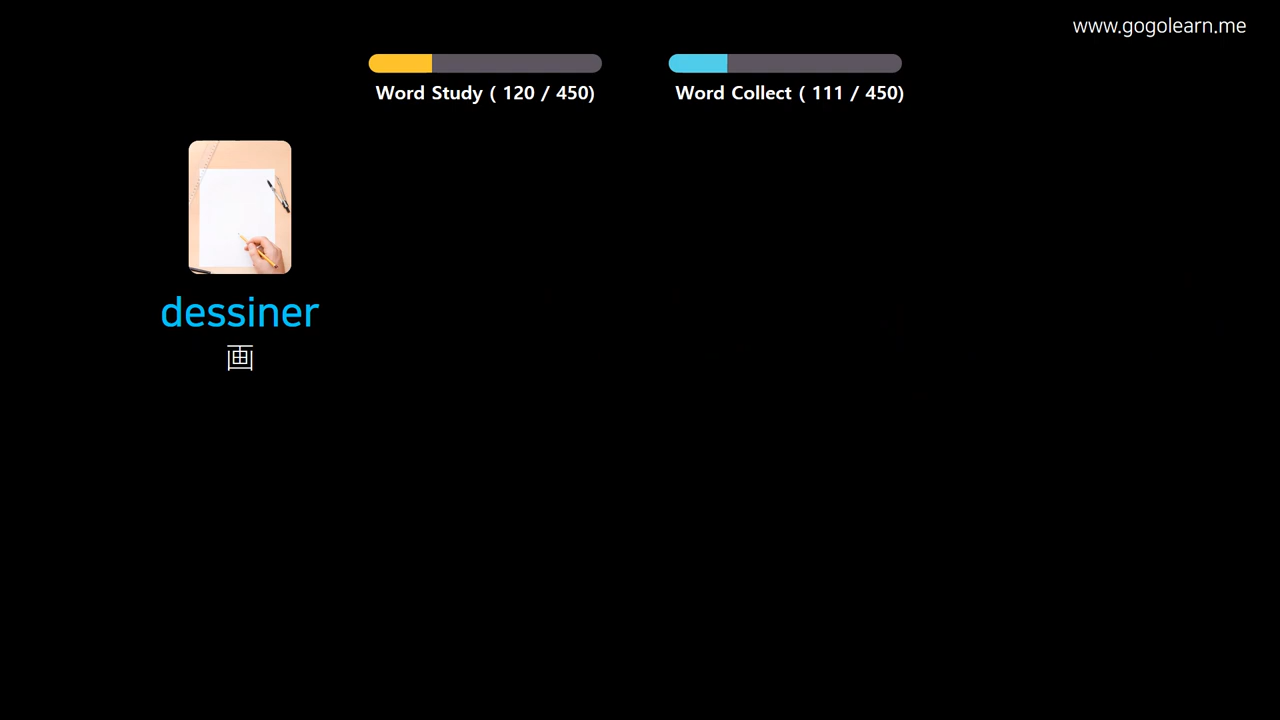 www.gogolearn.me
Word Study ( 120 / 450)
Word Collect ( 111 / 450)
dessiner
画